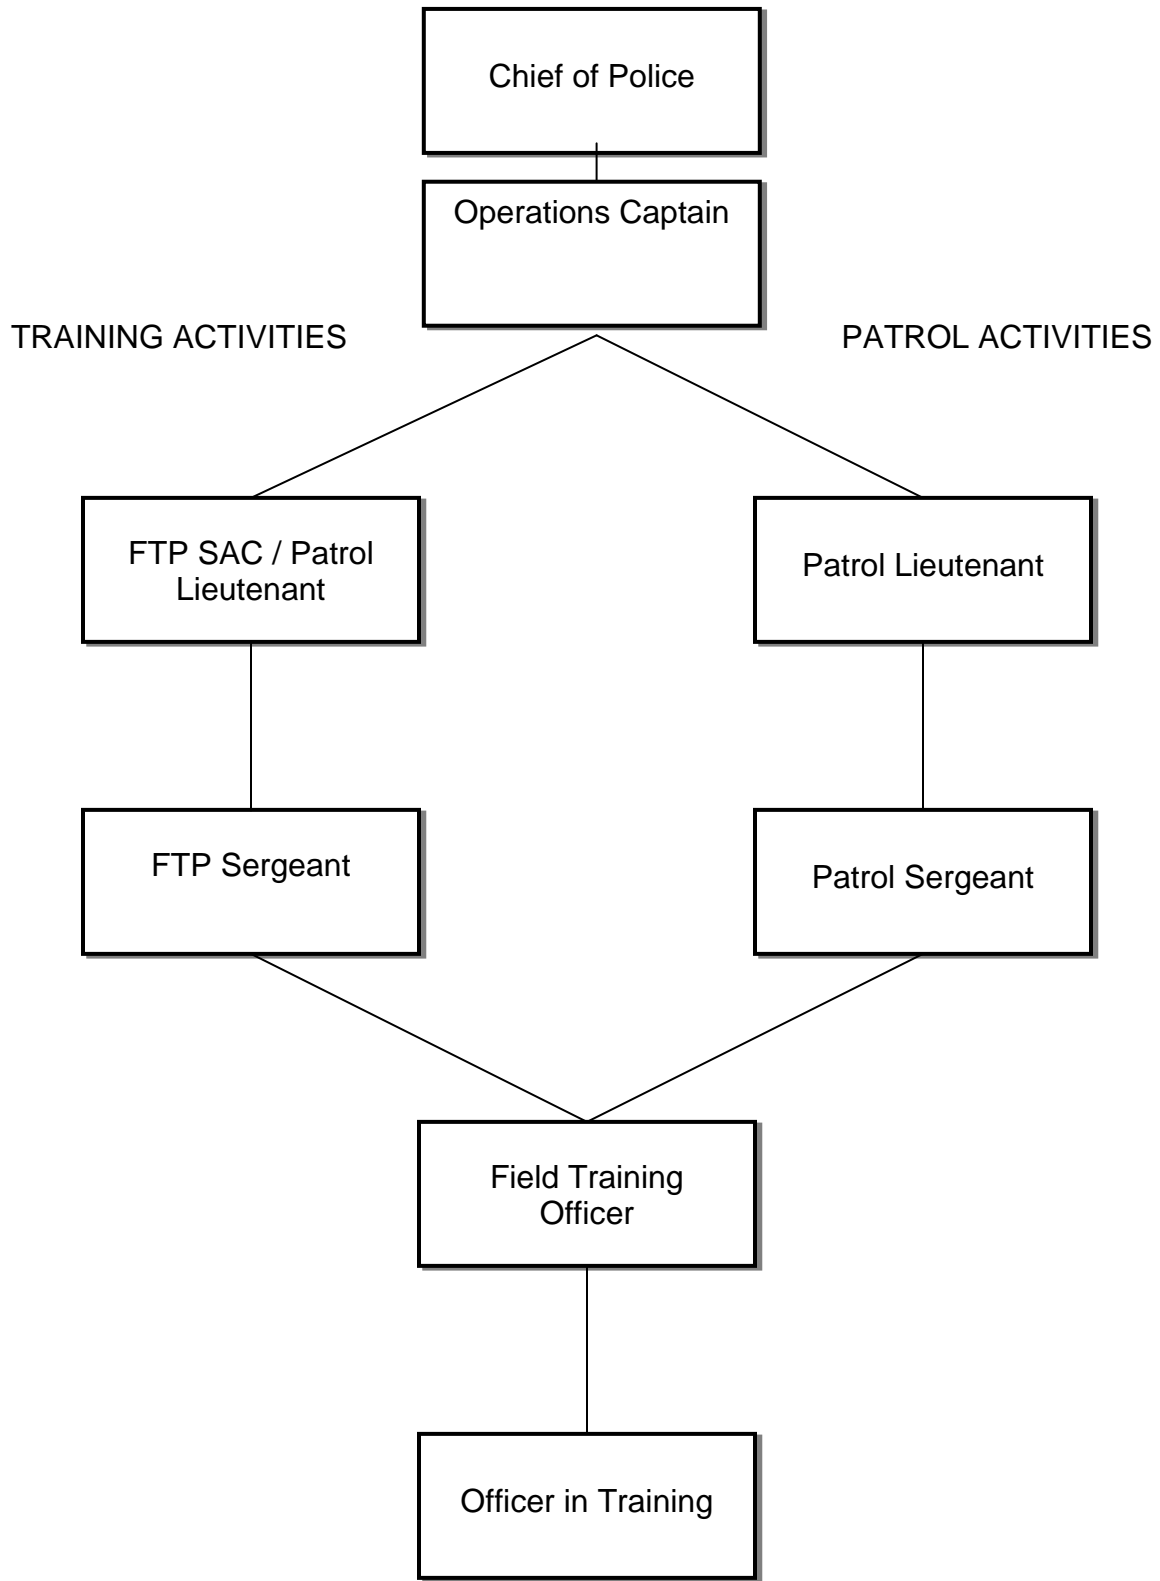 Chief of Police
Operations Captain
TRAINING ACTIVITIES
PATROL ACTIVITIES
FTP SAC / Patrol
Lieutenant
Patrol Lieutenant
FTP Sergeant
Patrol Sergeant
Field Training
Officer
Officer in Training